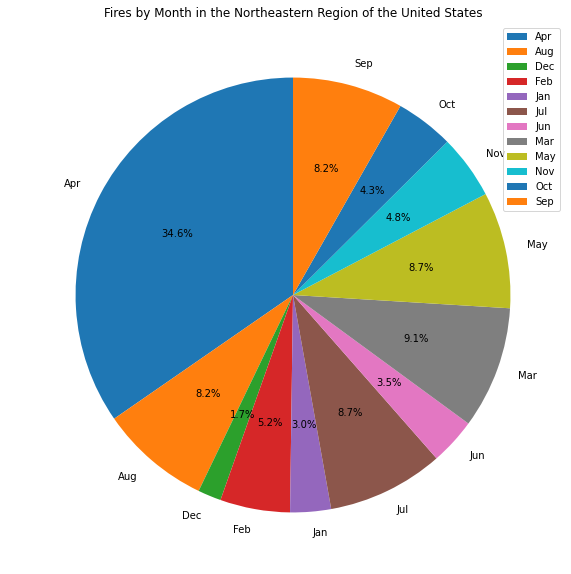 Fires by Month in the Northeastern Region of the United States
Apr
Aug
Dec
Feb
Jan
Jul
Jun
Mar
May
Nov
Oct
Sep
Sep
Oct
Nov
May
Mar
Jun
Jul
Jan
Feb
Dec
Aug
Apr
8.2%
4.3%
4.8%
8.7%
9.1%
3.5%
8.7%
3.0%
5.2%
1.7%
8.2%
34.6%